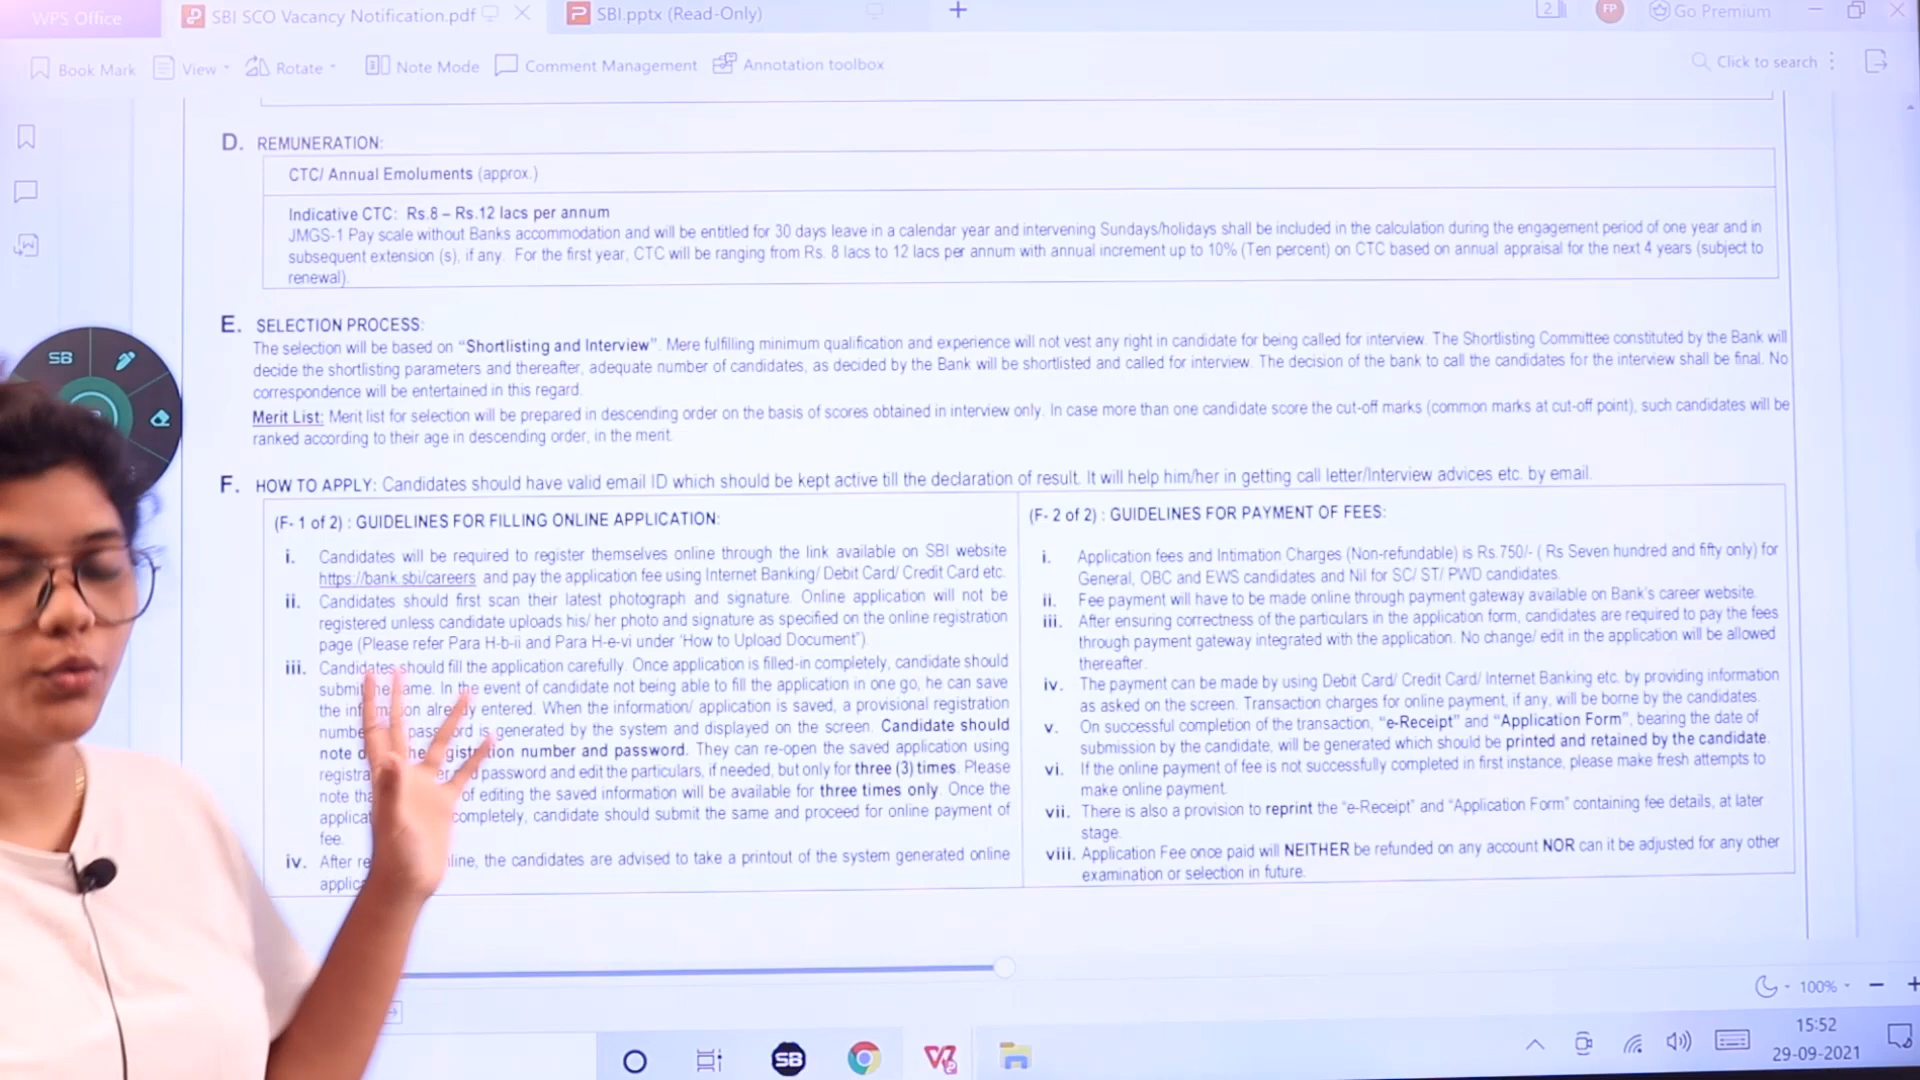 WPS Office
SBI SCO Vacancy Notification.pdf
SBI.pptx (Read-Only)
2
FP
Go Premium
Book Mark
View
Rotate
Note Mode
Comment Management
Annotation toolbox
Click to search
D. REMUNERATION:
CTC/ Annual Emoluments (approx.)
Indicative CTC: Rs.8 – Rs.12 lacs per annum
JMGS-1 Pay scale without Banks accommodation and will be entitled for 30 days leave in a calendar year and intervening Sundays/holidays shall be included in the calculation during the engagement period of one year and in
subsequent extension (s), if any. For the first year, CTC will be ranging from Rs. 8 lacs to 12 lacs per annum with annual increment up to 10% (Ten percent) on CTC based on annual appraisal for the next 4 years (subject to
renewal).
E. SELECTION PROCESS:
The selection will be based on “Shortlisting and Interview”. Mere fulfilling minimum qualification and experience will not vest any right in candidate for being called for interview. The Shortlisting Committee constituted by the Bank will
decide the shortlisting parameters and thereafter, adequate number of candidates, as decided by the Bank will be shortlisted and called for interview. The decision of the bank to call the candidates for the interview shall be final. No
correspondence will be entertained in this regard.
Merit List: Merit list for selection will be prepared in descending order on the basis of scores obtained in interview only. In case more than one candidate score the cut-off marks (common marks at cut-off point), such candidates will be
ranked according to their age in descending order, in the merit.
SB
F. HOW TO APPLY: Candidates should have valid email ID which should be kept active till the declaration of result. It will help him/her in getting call letter/Interview advices etc. by email.
(F- 1 of 2) : GUIDELINES FOR FILLING ONLINE APPLICATION:
i. Candidates will be required to register themselves online through the link available on SBI website
https://bank.sbi/careers and pay the application fee using Internet Banking/ Debit Card/ Credit Card etc.
ii. Candidates should first scan their latest photograph and signature. Online application will not be
registered unless candidate uploads his/ her photo and signature as specified on the online registration
page (Please refer Para H-b-ii and Para H-e-vi under ‘How to Upload Document”).
iii. Candidates should fill the application carefully. Once application is filled-in completely, candidate should
submit the same. In the event of candidate not being able to fill the application in one go, he can save
the information already entered. When the information/ application is saved, a provisional registration
is generated by the system and displayed on the screen. Candidate should
note registration number and password. They can re-open the saved application using
password and edit the particulars, if needed, but only for three (3) times. Please
note of editing the saved information will be available for three times only. Once the
completely, candidate should submit the same and proceed for online payment of
fee.
iv. After the candidates are advised to take a printout of the system generated online
(F- 2 of 2) : GUIDELINES FOR PAYMENT OF FEES:
i. Application fees and Intimation Charges (Non-refundable) is Rs.750/- ( Rs Seven hundred and fifty only) for
General, OBC and EWS candidates and Nil for SC/ ST/ PWD candidates.
ii. Fee payment will have to be made online through payment gateway available on Bank’s career website.
iii. After ensuring correctness of the particulars in the application form, candidates are required to pay the fees
through payment gateway integrated with the application. No change/ edit in the application will be allowed
thereafter.
iv. The payment can be made by using Debit Card/ Credit Card/ Internet Banking etc. by providing information
as asked on the screen. Transaction charges for online payment, if any, will be borne by the candidates.
v. On successful completion of the transaction, “e-Receipt” and “Application Form”, bearing the date of
submission by the candidate, will be generated which should be printed and retained by the candidate.
vi. If the online payment of fee is not successfully completed in first instance, please make fresh attempts to
make online payment.
vii. There is also a provision to reprint the “e-Receipt” and “Application Form” containing fee details, at later
stage.
viii. Application Fee once paid will NEITHER be refunded on any account NOR can it be adjusted for any other
examination or selection in future.
100%
SB
15:52
29-09-2021